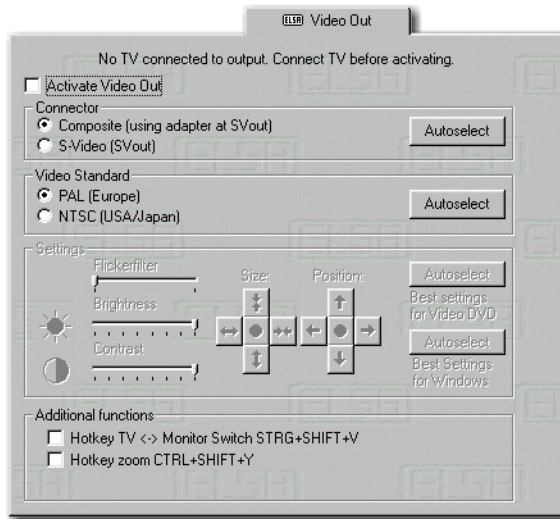 ELSA Video Out
No TV connected to output. Connect TV before activating.
Activate Video Out
Connector
Composite (using adapter at SVout)
S-Video (SVout)
Autoselect
Video Standard
PAL (Europe)
NTSC (USA/Japan)
Autoselect
Settings
Flickerfilter
Brightness
Contrast
Size:
Position:
Autoselect
Best settings
for Video DVD
Autoselect
Best Settings
for Windows
Additional functions
Hotkey TV <-> Monitor Switch STRG+SHIFT+V
Hotkey zoom CTRL+SHIFT+Y